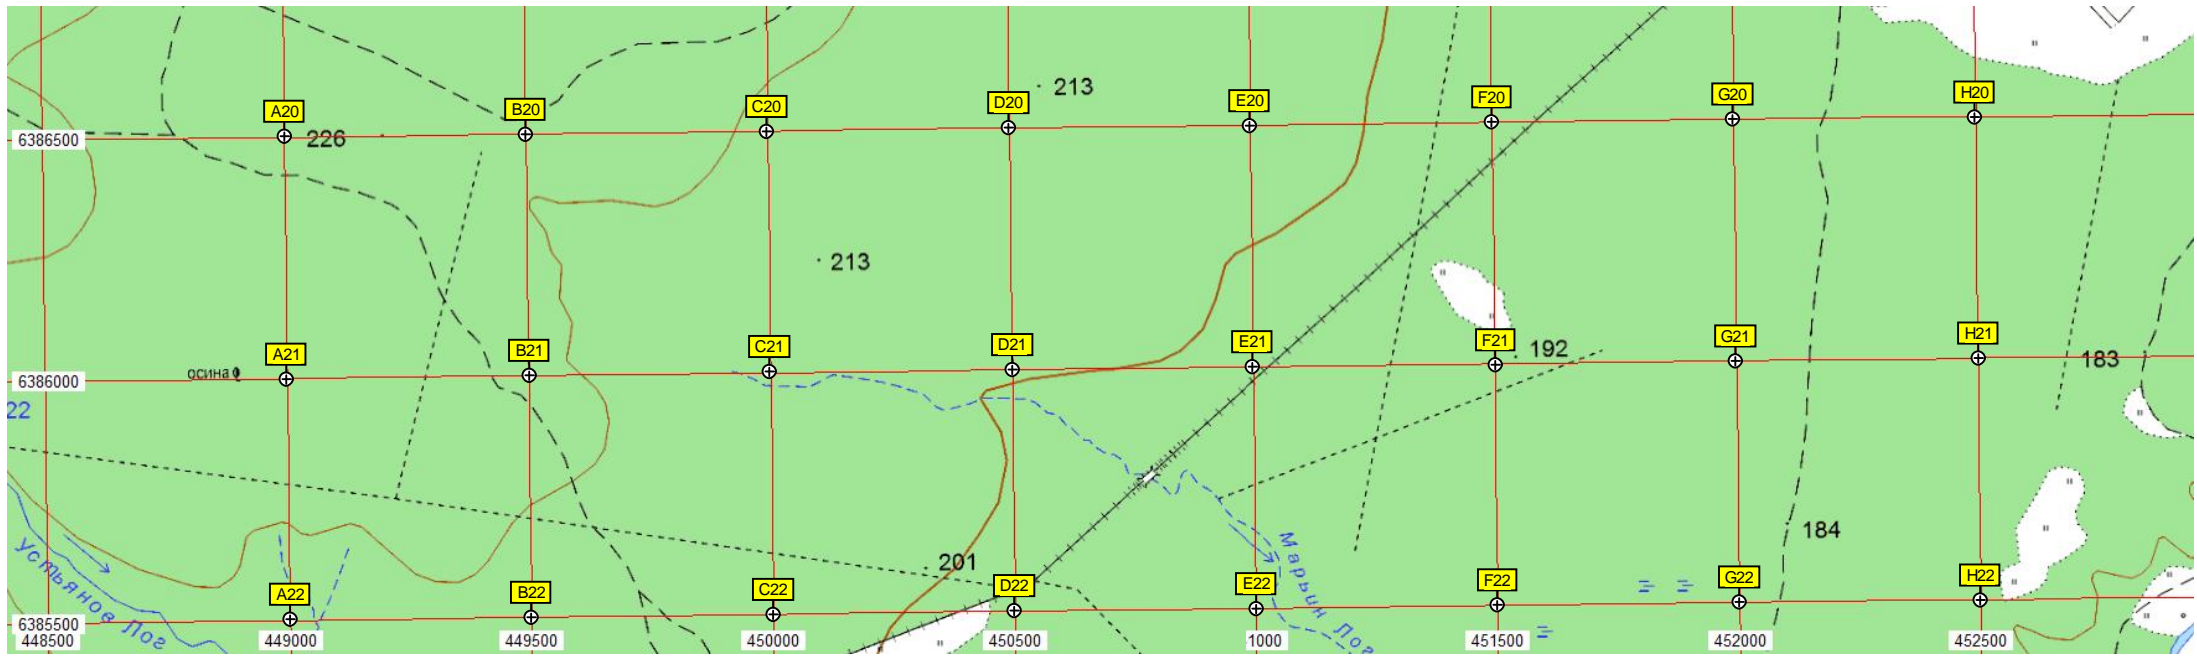 213
A20 B20 C20 D20 E20 F20 G20 H20
6386500
226
213
A21 B21 C21 D21 E21 F21 G21 H21
192
183
осина
6386000
22
201
184
Устьянов Лог
Марьин Лог
A22 B22 C22 D22 E22 F22 G22 H22
6385500
448500 449000 449500 450000 450500 1000 451500 452000 452500